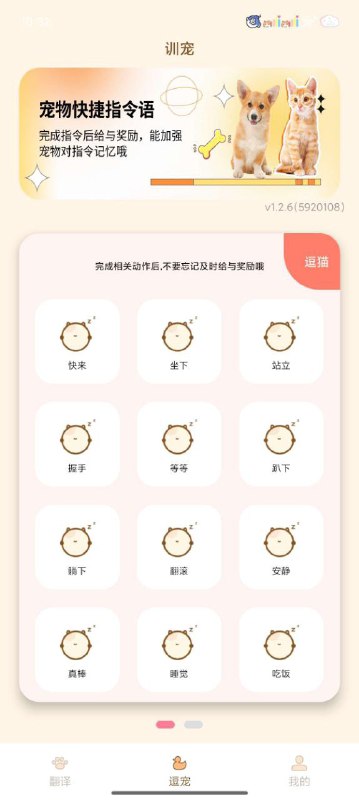 训宠
宠物快捷指令语
完成指令后给与奖励，能加强
宠物对指令记忆哦
v1.2.6(5920108)
逗猫
完成相关动作后,不要忘记及时给与奖励哦
快来
坐下
站立
握手
等等
趴下
躺下
翻滚
安静
真棒
睡觉
吃饭
翻译
逗宠
我的